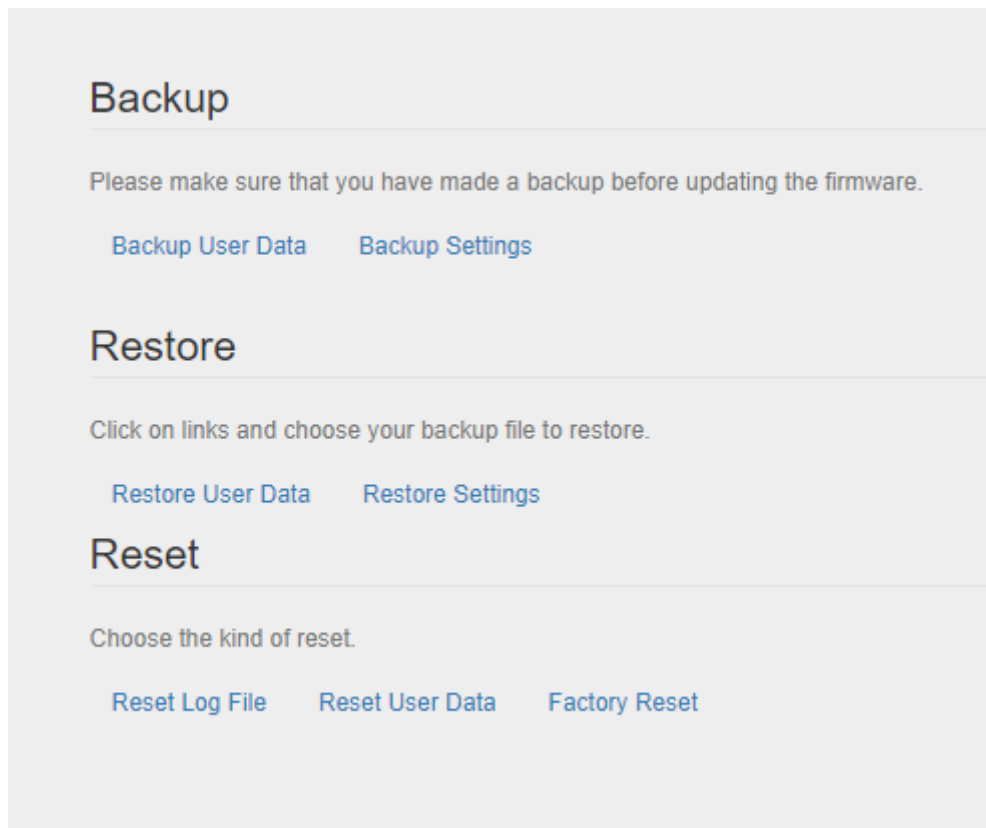 Backup
Please make sure that you have made a backup before updating the firmware.
Backup User Data Backup Settings
Restore
Click on links and choose your backup file to restore.
Restore User Data Restore Settings
Reset
Choose the kind of reset.
Reset Log File Reset User Data Factory Reset